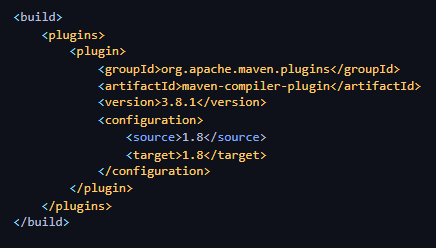 <build>
    <plugins>
        <plugin>
            <groupId>org.apache.maven.plugins</groupId>
            <artifactId>maven-compiler-plugin</artifactId>
            <version>3.8.1</version>
            <configuration>
                <source>1.8</source>
                <target>1.8</target>
            </configuration>
        </plugin>
    </plugins>
</build>